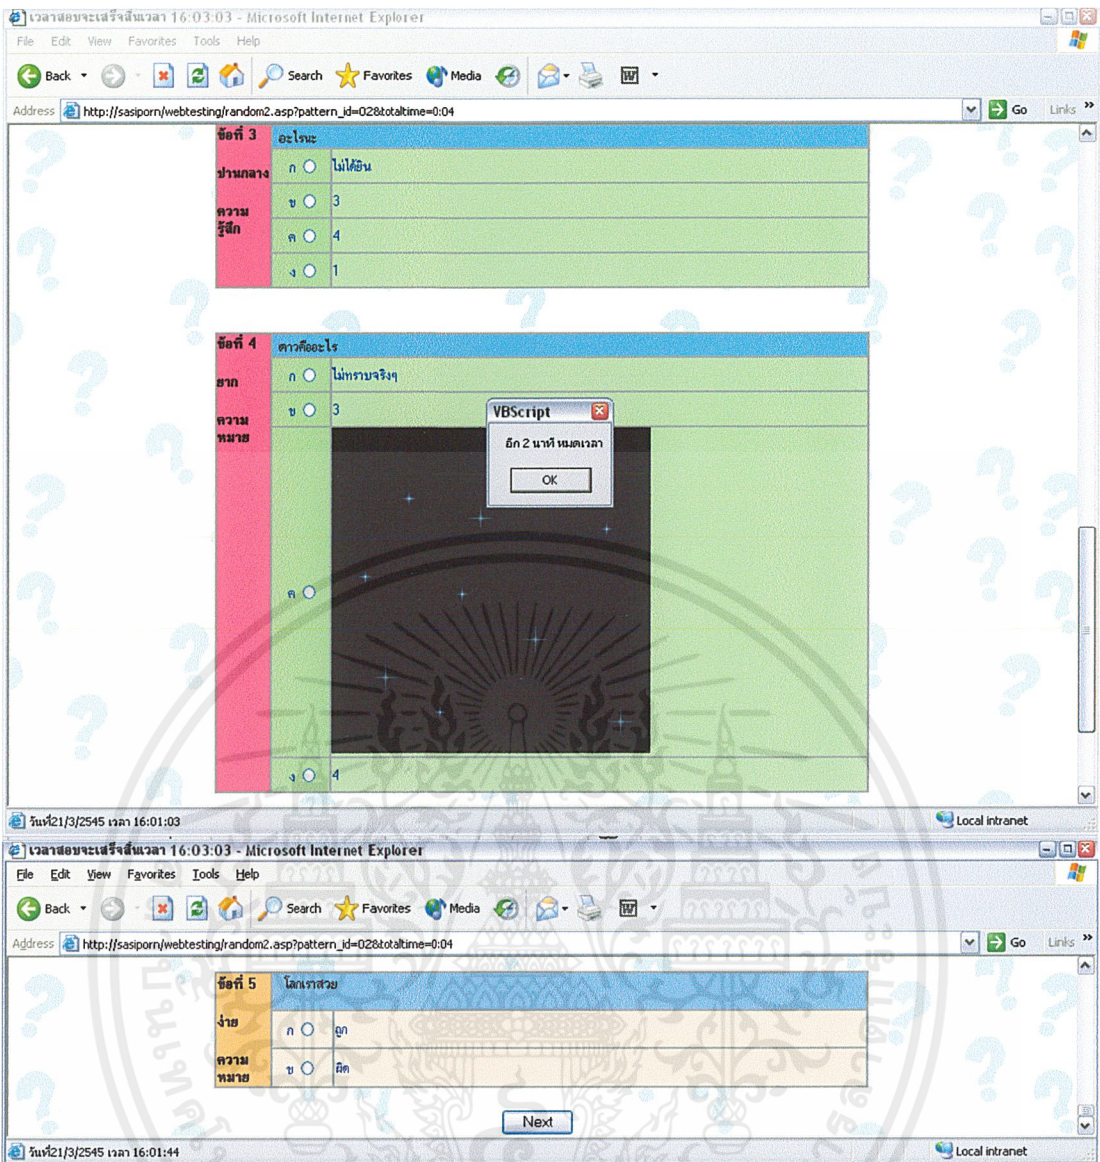 เวลาสอบจะเสร็จสิ้นเวลา 16:03:03 - Microsoft Internet Explorer
File Edit View Favorites Tools Help
Back Search Favorites Media
Address http://sasiporn/webtesting/random2.asp?pattern_id=02&totaltime=0:04 Go Links »
ข้อที่ 3 อะไรนะ
ปานกลาง
ความ
รู้สึก
ก ไม่ได้ยิน
ข 3
ค 4
ง 1
ข้อที่ 4 ดาวคืออะไร
ยาก
ความ
หมาย
ก ไม่ทราบจริงๆ
ข 3
ค
ง 4
VBScript
อีก 2 นาที หมดเวลา
OK
วันที่21/3/2545 เวลา 16:01:03 Local intranet
เวลาสอบจะเสร็จสิ้นเวลา 16:03:03 - Microsoft Internet Explorer
File Edit View Favorites Tools Help
Back Search Favorites Media
Address http://sasiporn/webtesting/random2.asp?pattern_id=02&totaltime=0:04 Go Links »
ข้อที่ 5 โลกเราสวย
ง่าย
ความ
หมาย
ก ถูก
ข ผิด
Next
วันที่21/3/2545 เวลา 16:01:44 Local intranet